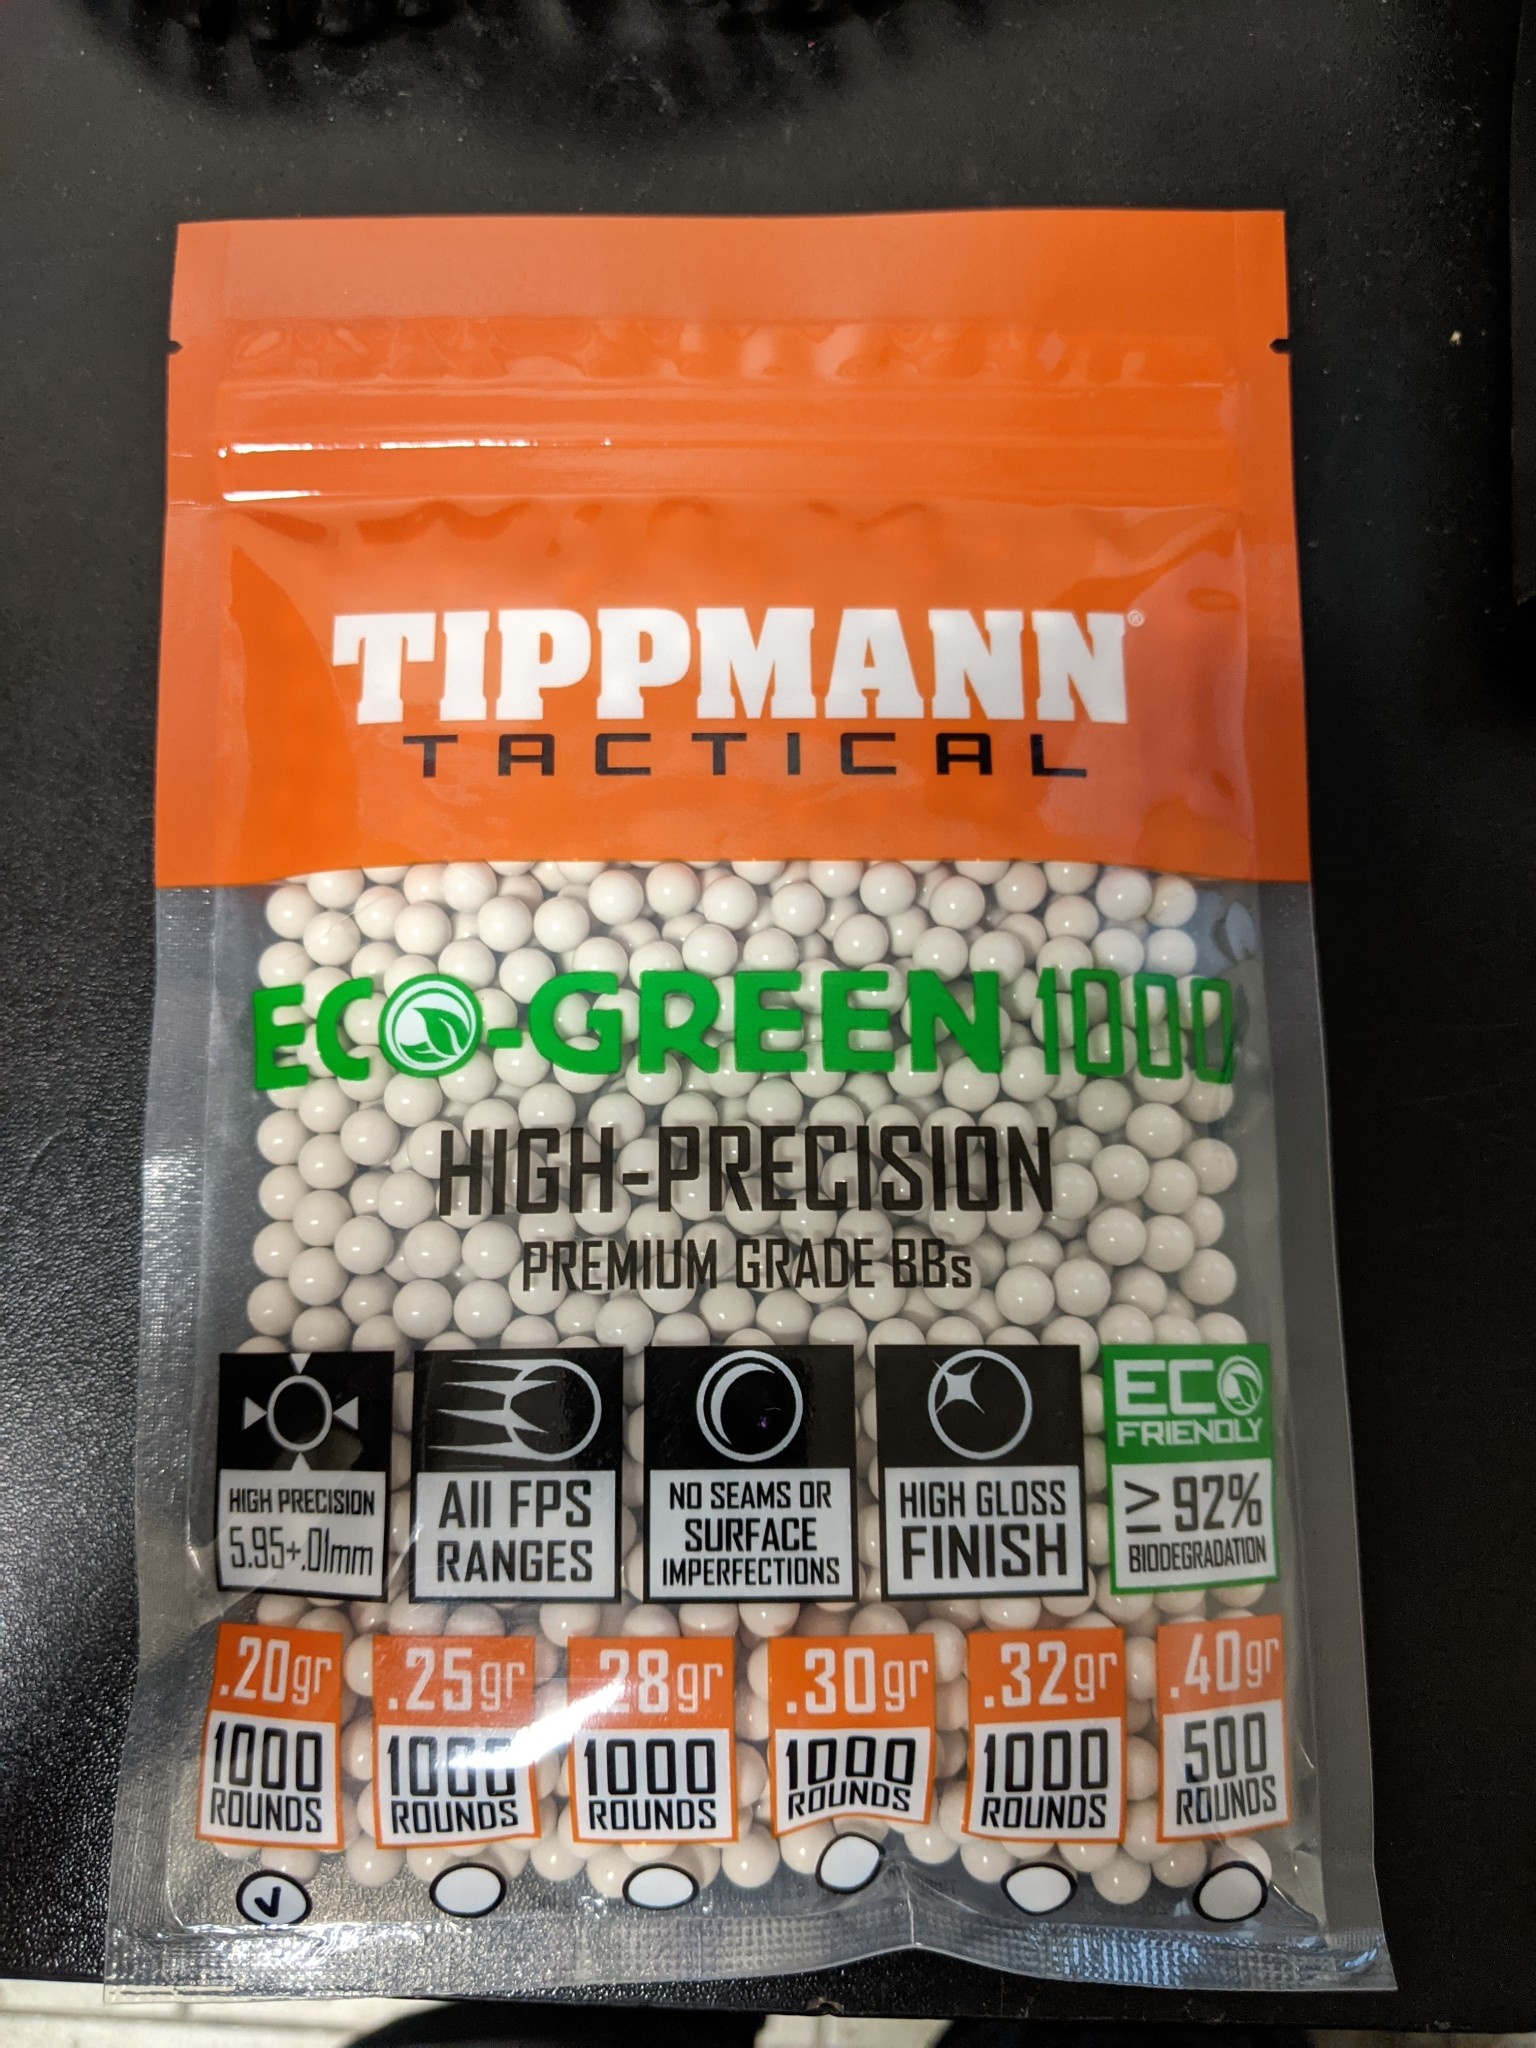 TIPPMANN®
TACTICAL
ECO-GREEN 1000
HIGH-PRECISION
PREMIUM GRADE BBs
HIGH PRECISION
5.95+.01mm
All FPS
RANGES
NO SEAMS OR
SURFACE
IMPERFECTIONS
HIGH GLOSS
FINISH
ECO
FRIENDLY
≥ 92%
BIODEGRADATION
.20gr
1000
ROUNDS
.25gr
1000
ROUNDS
.28gr
1000
ROUNDS
.30gr
1000
ROUNDS
.32gr
1000
ROUNDS
.40gr
500
ROUNDS